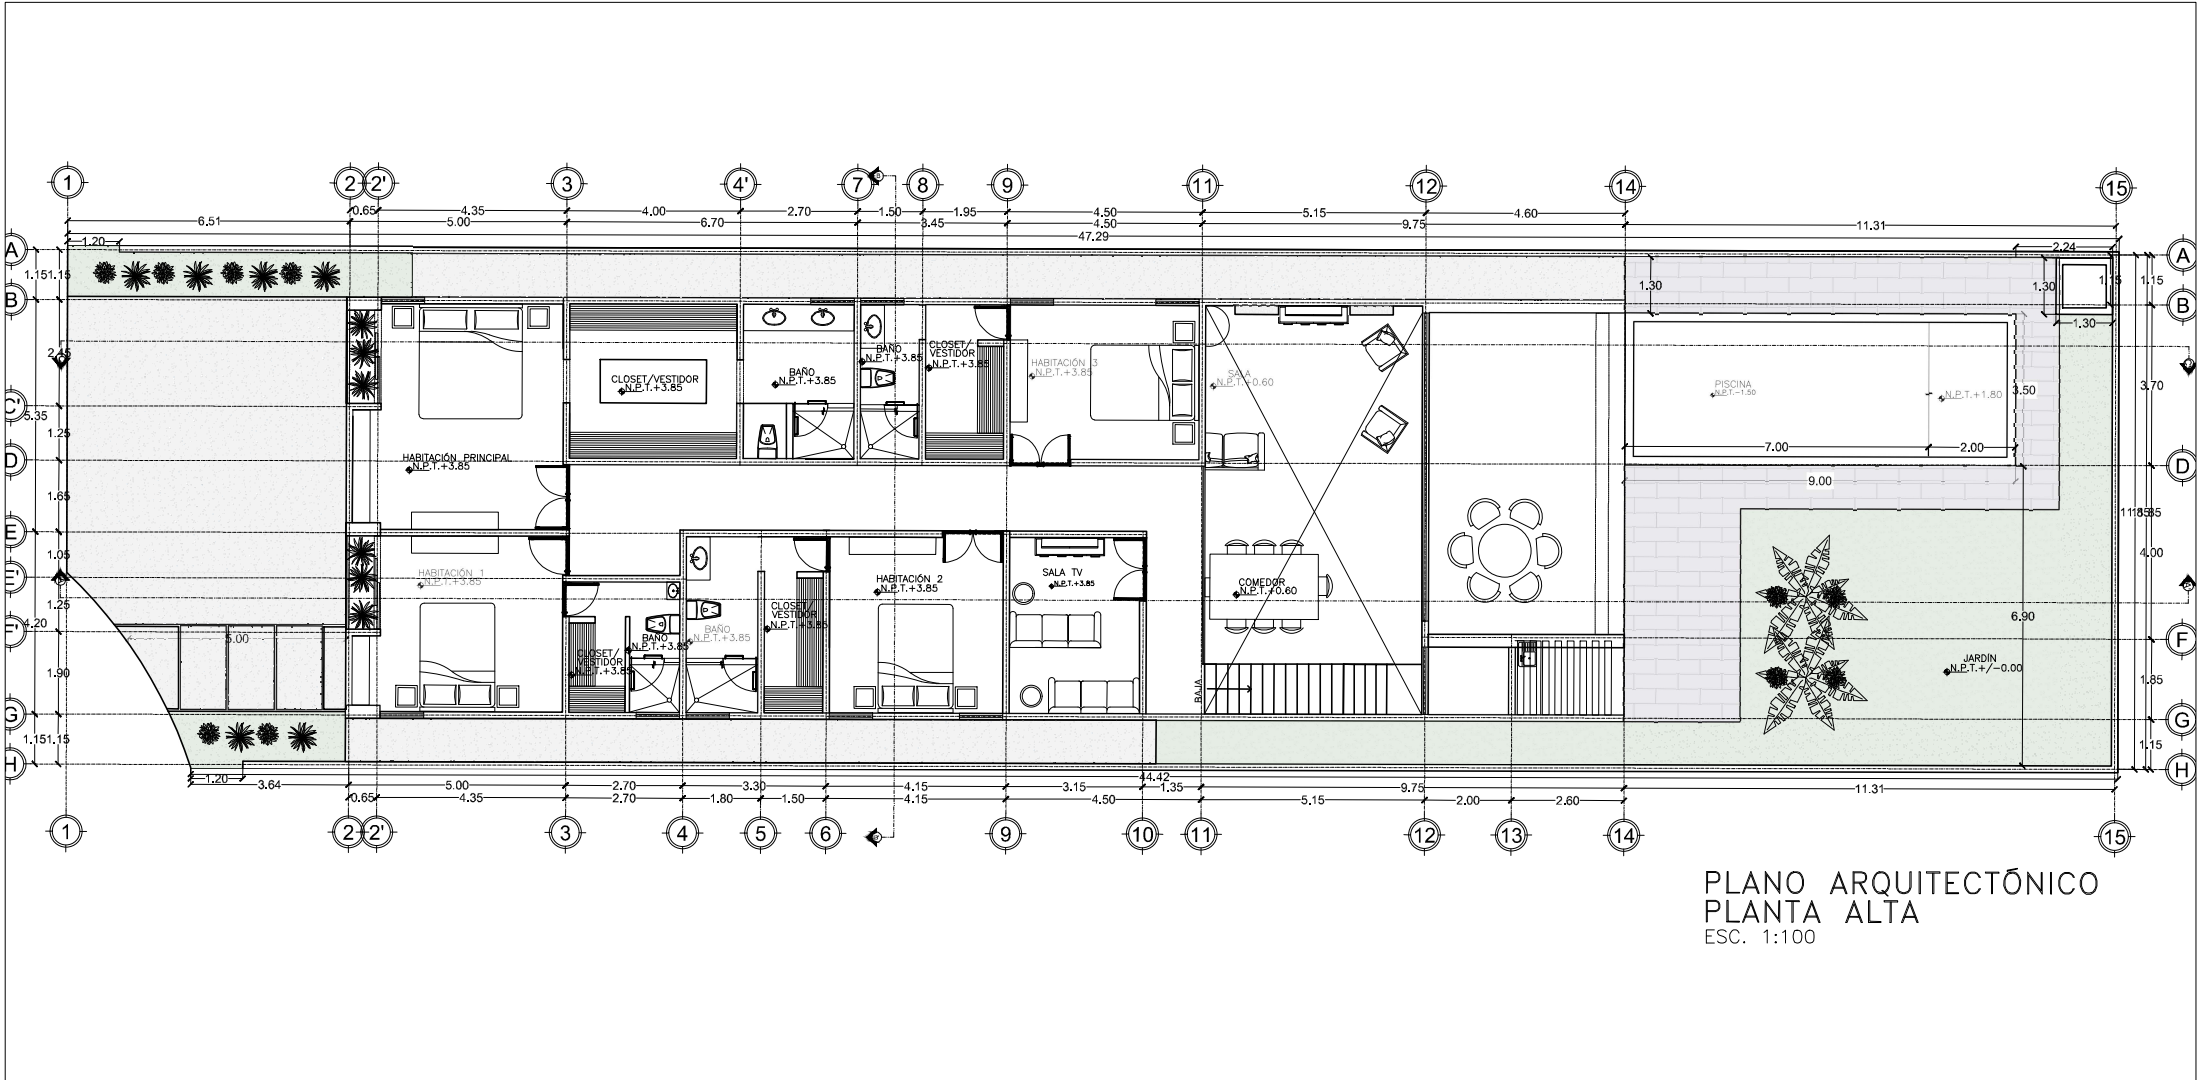 1 2 2' 3 4' 7 8 9 11 12 14 15
0.65 4.35 4.00 2.70 1.50 1.95 4.50 5.15 4.60
6.51 5.00 6.70 3.45 4.50 9.75 11.31
47.29
1.20
2.24
A
A
1.15 1.15
1.15
1.15
B
B
1.30
1.30
1.30
2.45
BAÑO
N.P.T.+3.85
CLOSET/
VESTIDOR
N.P.T.+3.85
HABITACIÓN 3
N.P.T.+3.85
CLOSET/VESTIDOR
N.P.T.+3.85
BAÑO
N.P.T.+3.85
SALA
N.P.T.+0.60
PISCINA
N.P.T.-1.50
N.P.T.+1.80
3.50
3.70
C'
5.35
1.25
HABITACIÓN PRINCIPAL
N.P.T.+3.85
7.00
2.00
D
D
9.00
1.65
E
1.05
4.00
HABITACIÓN 1
N.P.T.+3.85
HABITACIÓN 2
N.P.T.+3.85
SALA TV
N.P.T.+3.85
COMEDOR
N.P.T.+0.60
E'
1.25
CLOSET/
VESTIDOR
N.P.T.+3.85
BAÑO
N.P.T.+3.85
BAÑO
N.P.T.+3.85
CLOSET/
VESTIDOR
N.P.T.+3.85
6.90
4.20
F'
F
5.00
1.90
JARDÍN
N.P.T.+/-0.00
1.85
BAJA
G
G
1.15 1.15
1.15
H
H
1.20
44.42
3.64 5.00 2.70 3.30 4.15 3.15 1.35 9.75 11.31
0.65 4.35 2.70 1.80 1.50 4.15 4.50 5.15 2.00 2.60
1 2 2' 3 4 5 6 9 10 11 12 13 14 15
PLANO ARQUITECTÓNICO
PLANTA ALTA
ESC. 1:100